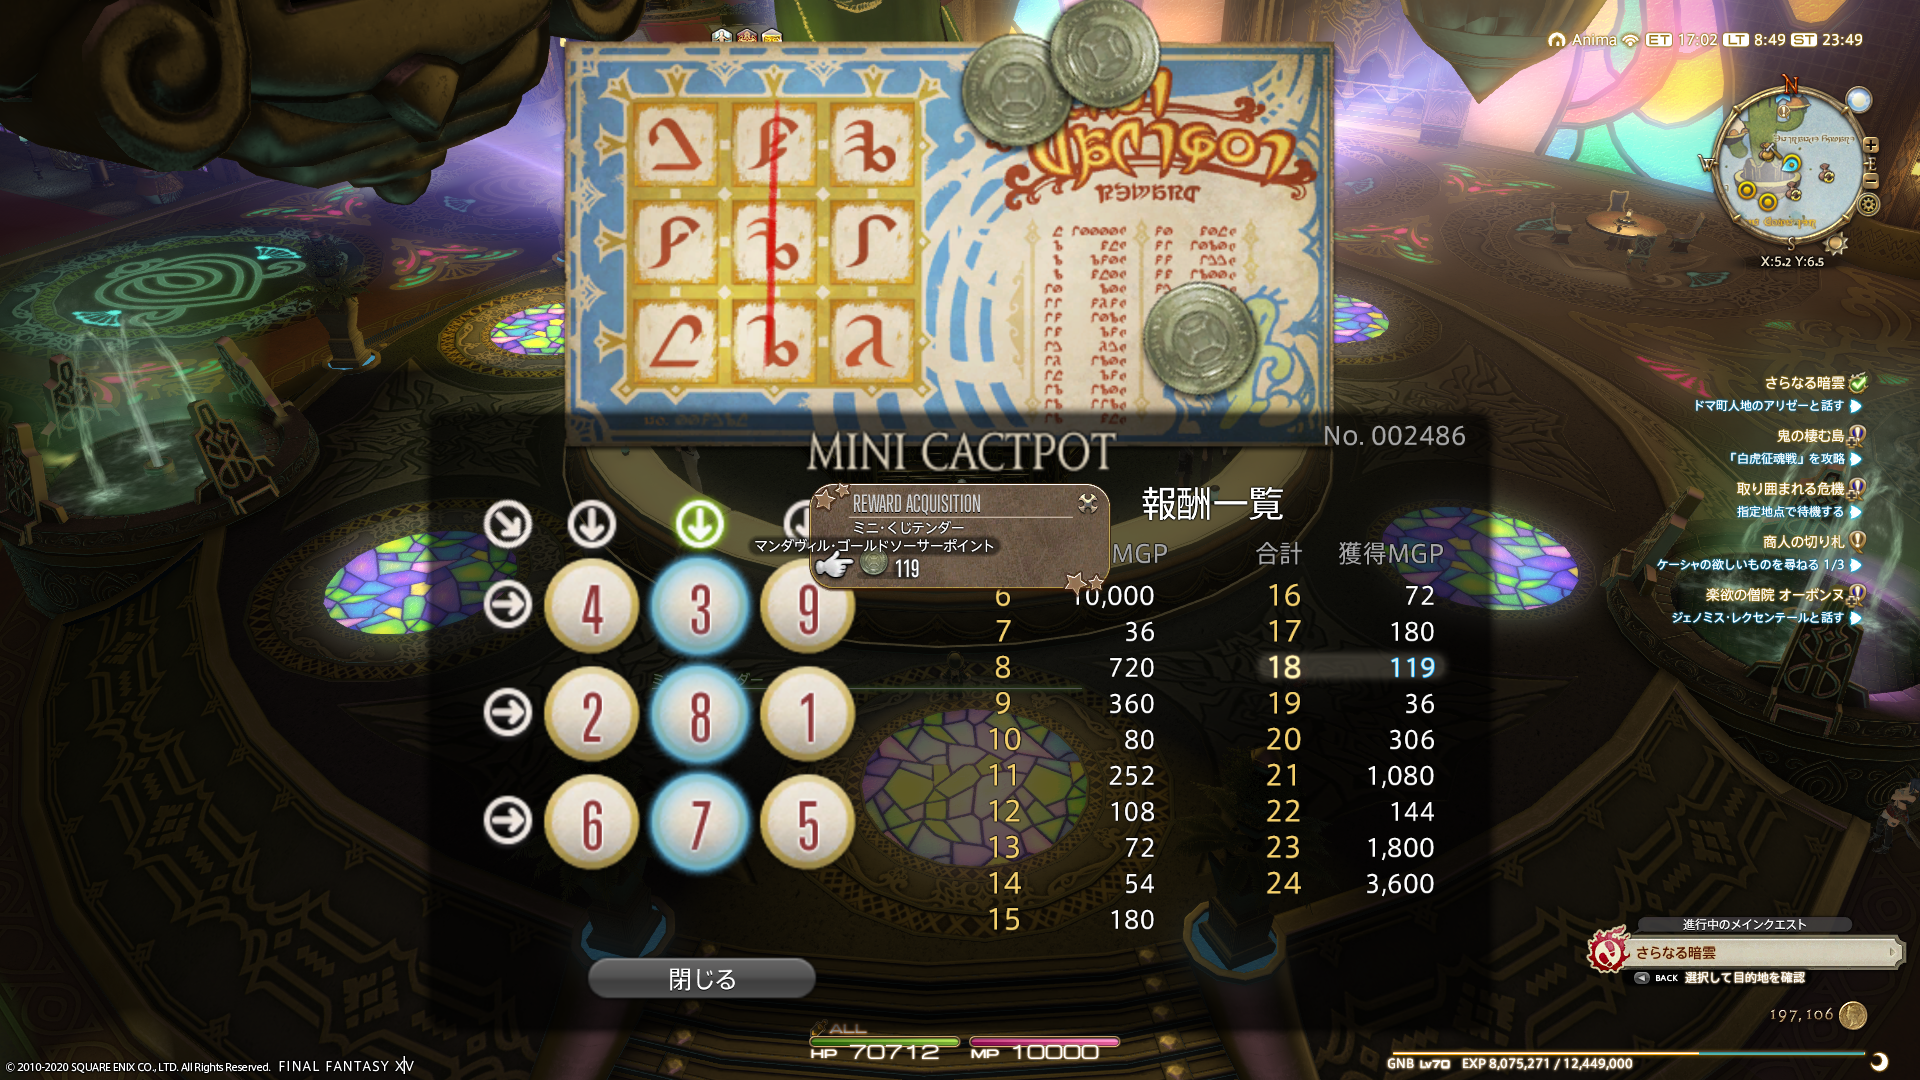 Anima ET 17:02 LT 8:49 ST 23:49
N
W
E
S
X:5.2 Y:6.5
No. 002486
MINI CACTPOT
REWARD ACQUISITION
ミニ・くじテンダー
マンダヴィル・ゴールドソーサーポイント
119
報酬一覧
MGP 合計 獲得MGP
4 3 9
2 8 1
6 7 5
6 10,000 16 72
7 36 17 180
8 720 18 119
9 360 19 36
10 80 20 306
11 252 21 1,080
12 108 22 144
13 72 23 1,800
14 54 24 3,600
15 180
閉じる
さらなる暗雲
ドマ町人地のアリゼーと話す
鬼の棲む島
「白虎征魂戦」を攻略
取り囲まれる危機
指定地点で待機する
商人の切り札
ケーシャの欲しいものを尋ねる 1/3
楽欲の僧院 オーボンヌ
ジェノミス・レクセンテールと話す
進行中のメインクエスト
さらなる暗雲
BACK 選択して目的地を確認
197,106
ALL
HP 70712 MP 10000
GNB Lv70 EXP 8,075,271 / 12,449,000
© 2010-2020 SQUARE ENIX CO., LTD. All Rights Reserved. FINAL FANTASY XIV